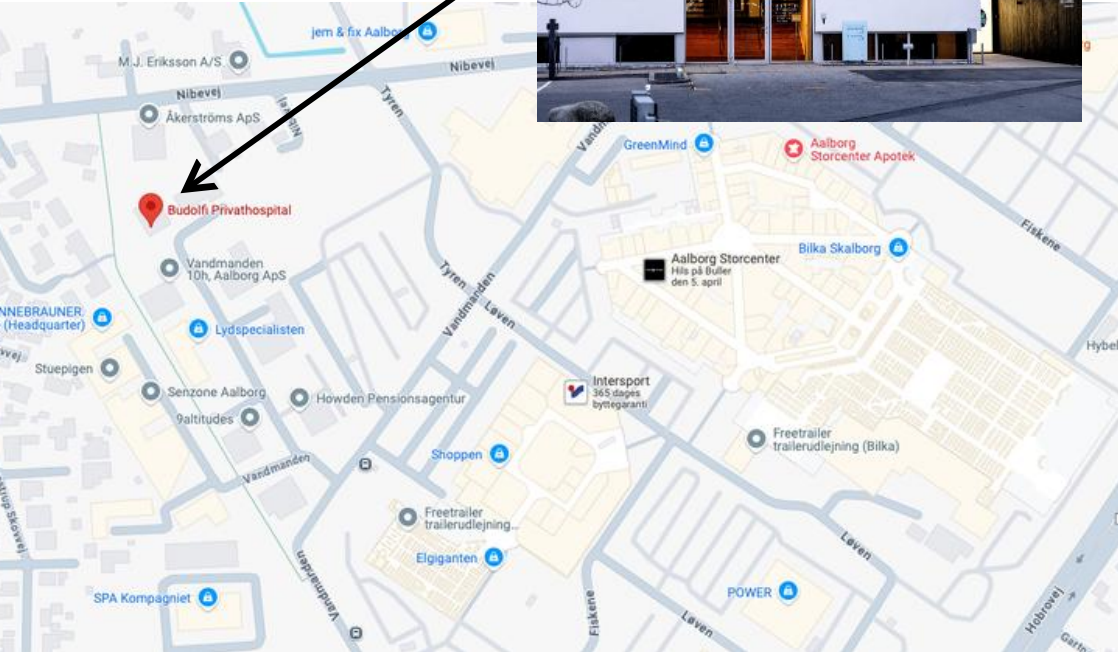 jem & fix Aalborg
M.J. Eriksson A/S
Nibevej
Nibevej
Åkerströms ApS
Tyren
GreenMind
Aalborg
Storcenter Apotek
Budolfi Privathospital
Fiskene
Bilka Skalborg
Vandmanden
10h, Aalborg ApS
Aalborg Storcenter
Hils på Buller
den 5. april
Tyren
Vandmanden
Løven
NNEBRAUNER.
(Headquarter)
Lydspecialisten
Stuepigen
Senzone Aalborg
Howden Pensionsagentur
9altitudes
Intersport
365 dages
byttegaranti
Freetrailer
trailerudlejning (Bilka)
Shoppen
Vandmanden
Freetrailer
trailerudlejning...
Elgiganten
Løven
SPA Kompagniet
Vandmanden
POWER
Fiskene
Løven
Hobrovej